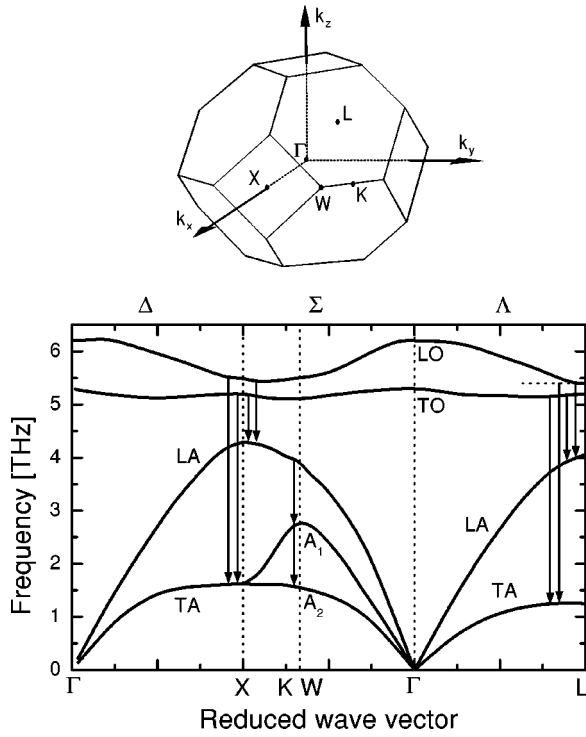 k_z
L
Γ
k_y
X
W
K
k_x
Δ
Σ
Λ
6
5
4
3
2
1
0
Frequency [THz]
LO
TO
LA
LA
A_1
TA
A_2
TA
Γ
X
K W
Γ
L
Reduced wave vector